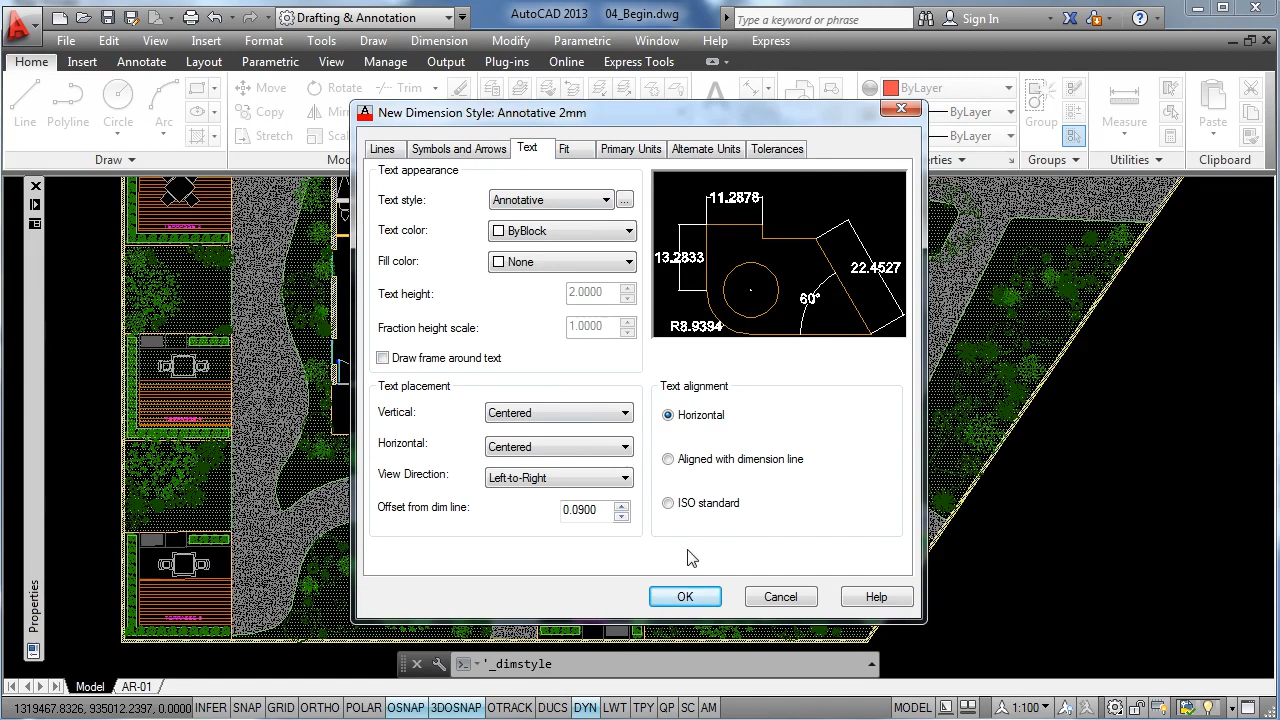 Drafting & Annotation
AutoCAD 2013 04_Begin.dwg
Type a keyword or phrase
Sign In
File Edit View Insert Format Tools Draw Dimension Modify Parametric Window Help Express
Home Insert Annotate Layout Parametric View Manage Output Plug-ins Online Express Tools
Line Polyline Circle Arc
Move Rotate Trim
Copy
Stretch
Draw
ByLayer
ByLayer
ByLayer
Group
Groups
Measure
Utilities
Paste
Clipboard
New Dimension Style: Annotative 2mm
Lines Symbols and Arrows Text Fit Primary Units Alternate Units Tolerances
Text appearance
Text style: Annotative ...
Text color: ByBlock
Fill color: None
Text height: 2.0000
Fraction height scale: 1.0000
Draw frame around text
11.2878
13.2833
22.4527
60°
R8.9394
Text placement
Vertical: Centered
Horizontal: Centered
View Direction: Left-to-Right
Offset from dim line: 0.0900
Text alignment
Horizontal
Aligned with dimension line
ISO standard
OK Cancel Help
Properties
'_dimstyle
Model AR-01
1319467.8326, 935012.2397, 0.0000 INFER SNAP GRID ORTHO POLAR OSNAP 3DOSNAP OTRACK DUCS DYN LWT TPY QP SC AM MODEL 1:100